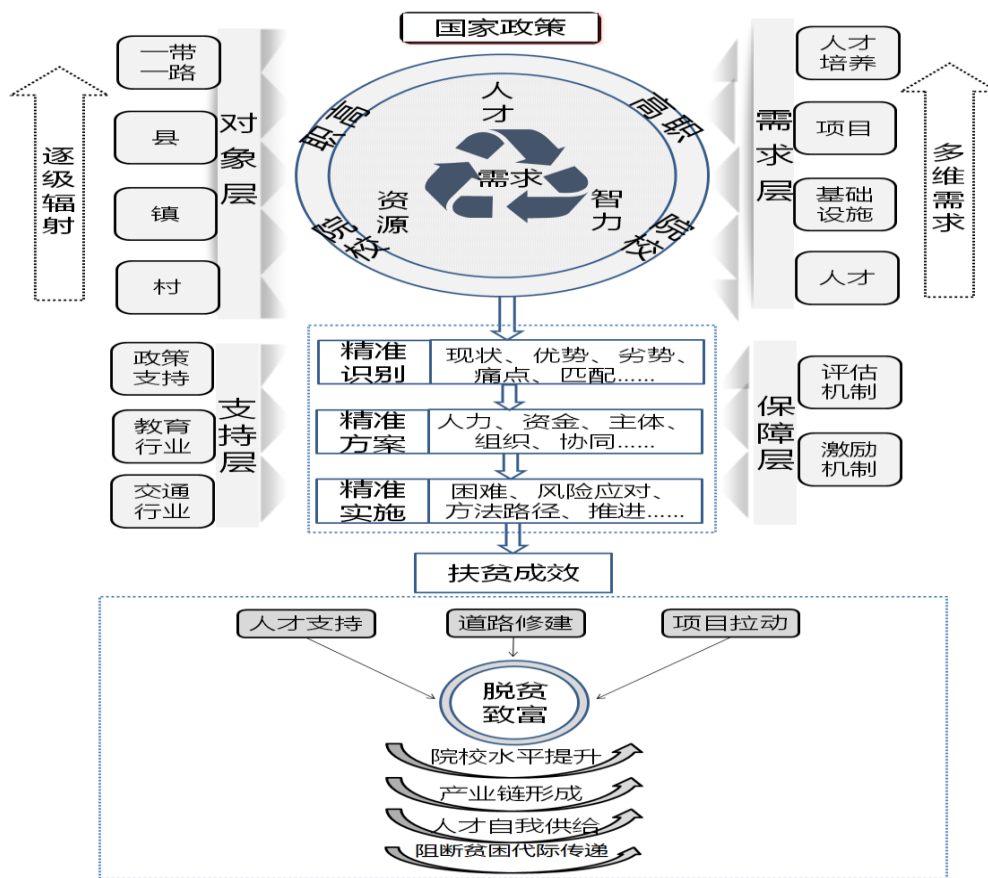 国家政策
逐级辐射
一带
一路
县
镇
村
对象层
职高
高职
院校
院校
人才
资源
智力
需求
需求层
人才
培养
项目
基础
设施
人才
多维需求
政策
支持
教育
行业
交通
行业
支持层
精准
识别
现状、优势、劣势、
痛点、匹配……
精准
方案
人力、资金、主体、
组织、协同……
精准
实施
困难、风险应对、
方法路径、推进……
保障层
评估
机制
激励
机制
扶贫成效
人才支持
道路修建
项目拉动
脱贫
致富
院校水平提升
产业链形成
人才自我供给
阻断贫困代际传递